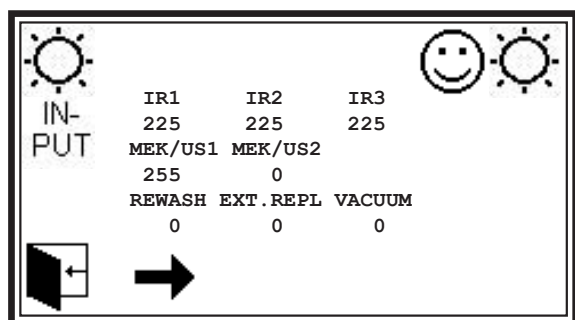 IN-
PUT
IR1 IR2 IR3
225 225 225
MEK/US1 MEK/US2
255 0
REWASH EXT.REPL VACUUM
0 0 0